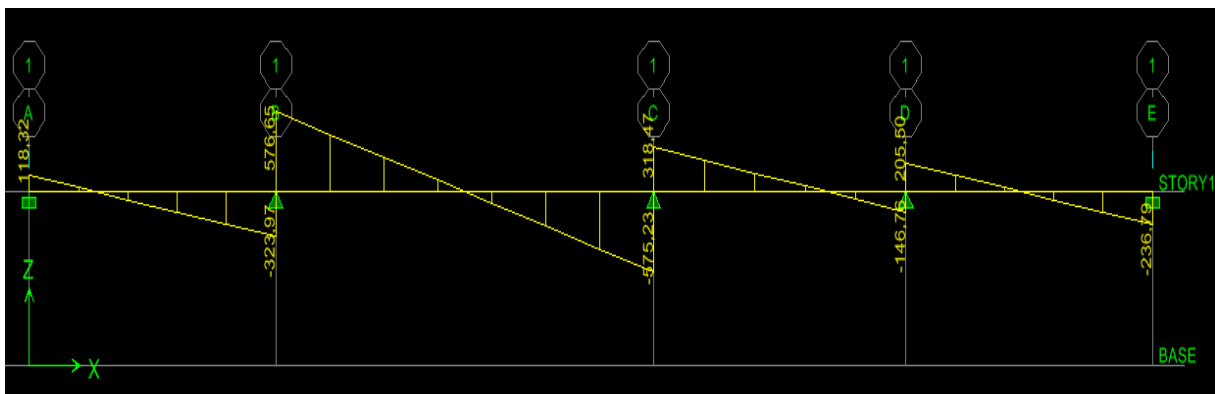 1 1 1 1 1
A B C D E
118.32 576.65 318.47 205.50
STORY1
-323.97 -575.23 -146.76 -236.79
Z
X
BASE